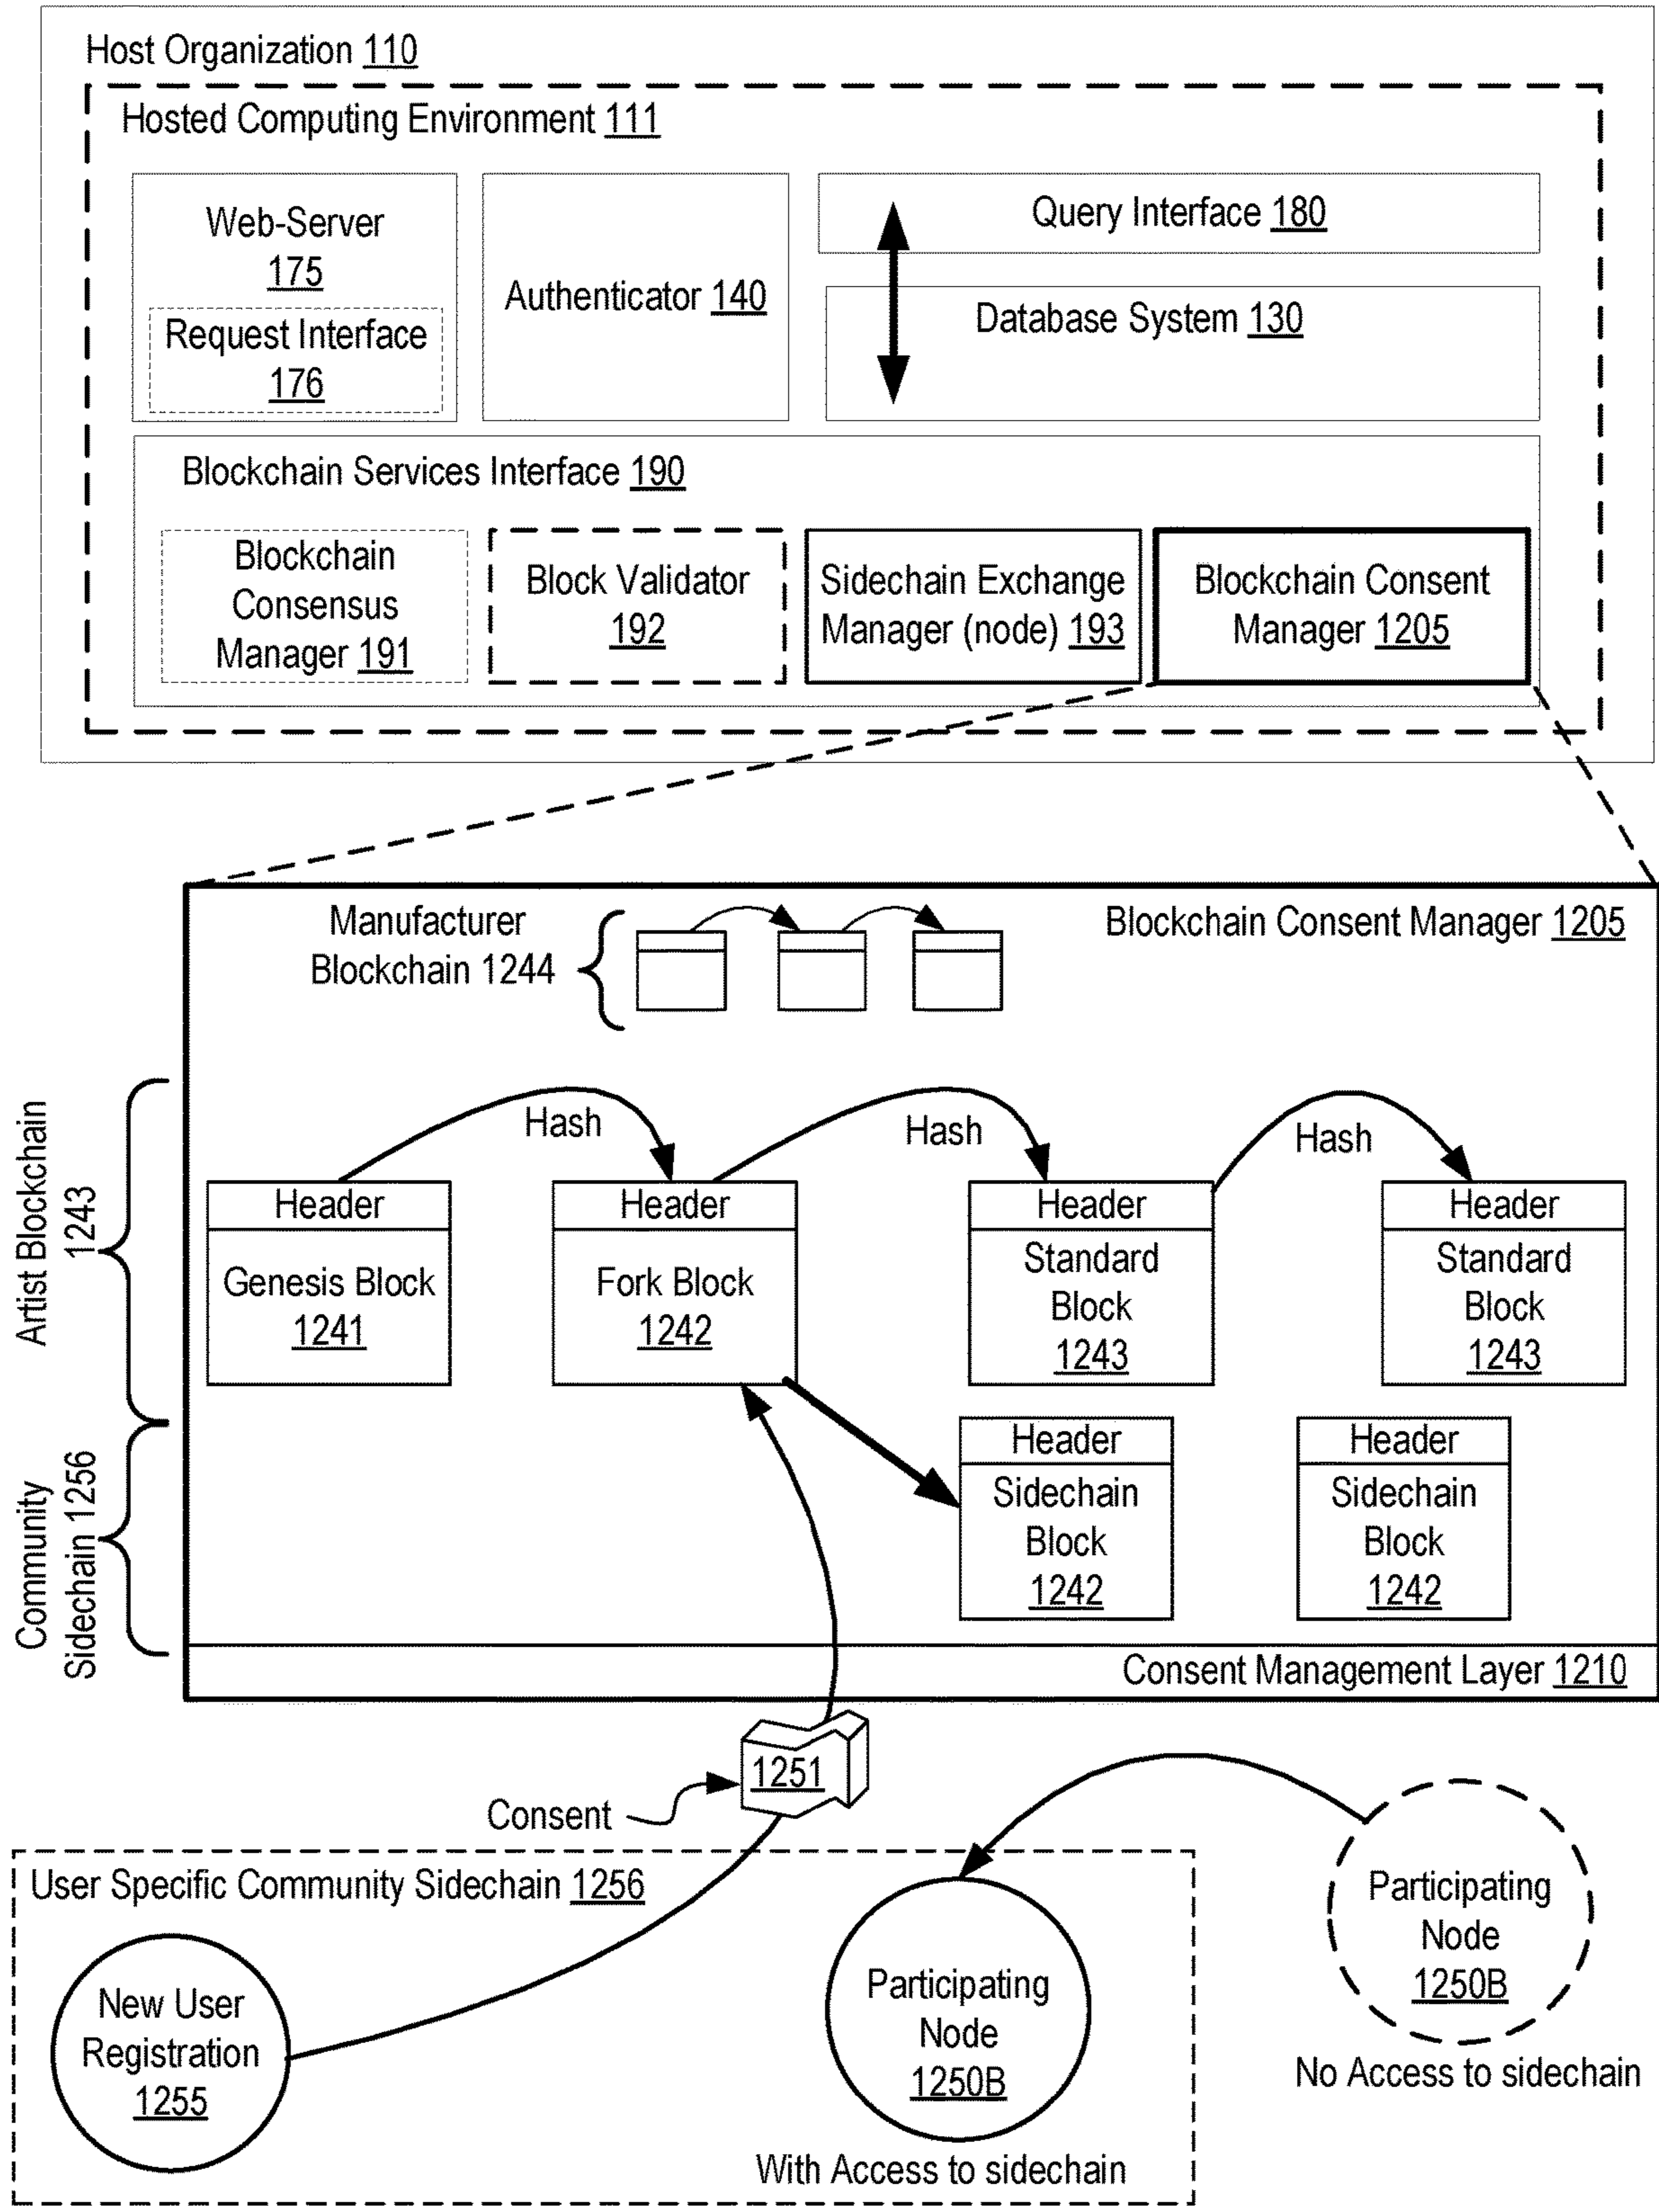 Host Organization 110
Hosted Computing Environment 111
Web-Server
175
Request Interface
176
Authenticator 140
Query Interface 180
Database System 130
Blockchain Services Interface 190
Blockchain
Consensus
Manager 191
Block Validator
192
Sidechain Exchange
Manager (node) 193
Blockchain Consent
Manager 1205
Manufacturer
Blockchain 1244
Blockchain Consent Manager 1205
Artist Blockchain
1243
Hash
Hash
Hash
Header
Genesis Block
1241
Header
Fork Block
1242
Header
Standard
Block
1243
Header
Standard
Block
1243
Community
Sidechain 1256
Header
Sidechain
Block
1242
Header
Sidechain
Block
1242
Consent Management Layer 1210
1251
Consent
User Specific Community Sidechain 1256
New User
Registration
1255
Participating
Node
1250B
With Access to sidechain
Participating
Node
1250B
No Access to sidechain